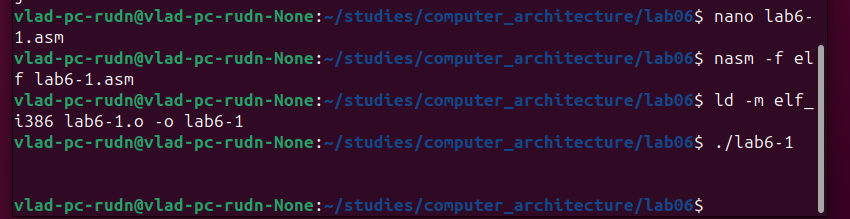 vlad-pc-rudn@vlad-pc-rudn-None:~/studies/computer_architecture/lab06$ nano lab6-
1.asm
vlad-pc-rudn@vlad-pc-rudn-None:~/studies/computer_architecture/lab06$ nasm -f el
f lab6-1.asm
vlad-pc-rudn@vlad-pc-rudn-None:~/studies/computer_architecture/lab06$ ld -m elf_
i386 lab6-1.o -o lab6-1
vlad-pc-rudn@vlad-pc-rudn-None:~/studies/computer_architecture/lab06$ ./lab6-1
vlad-pc-rudn@vlad-pc-rudn-None:~/studies/computer_architecture/lab06$